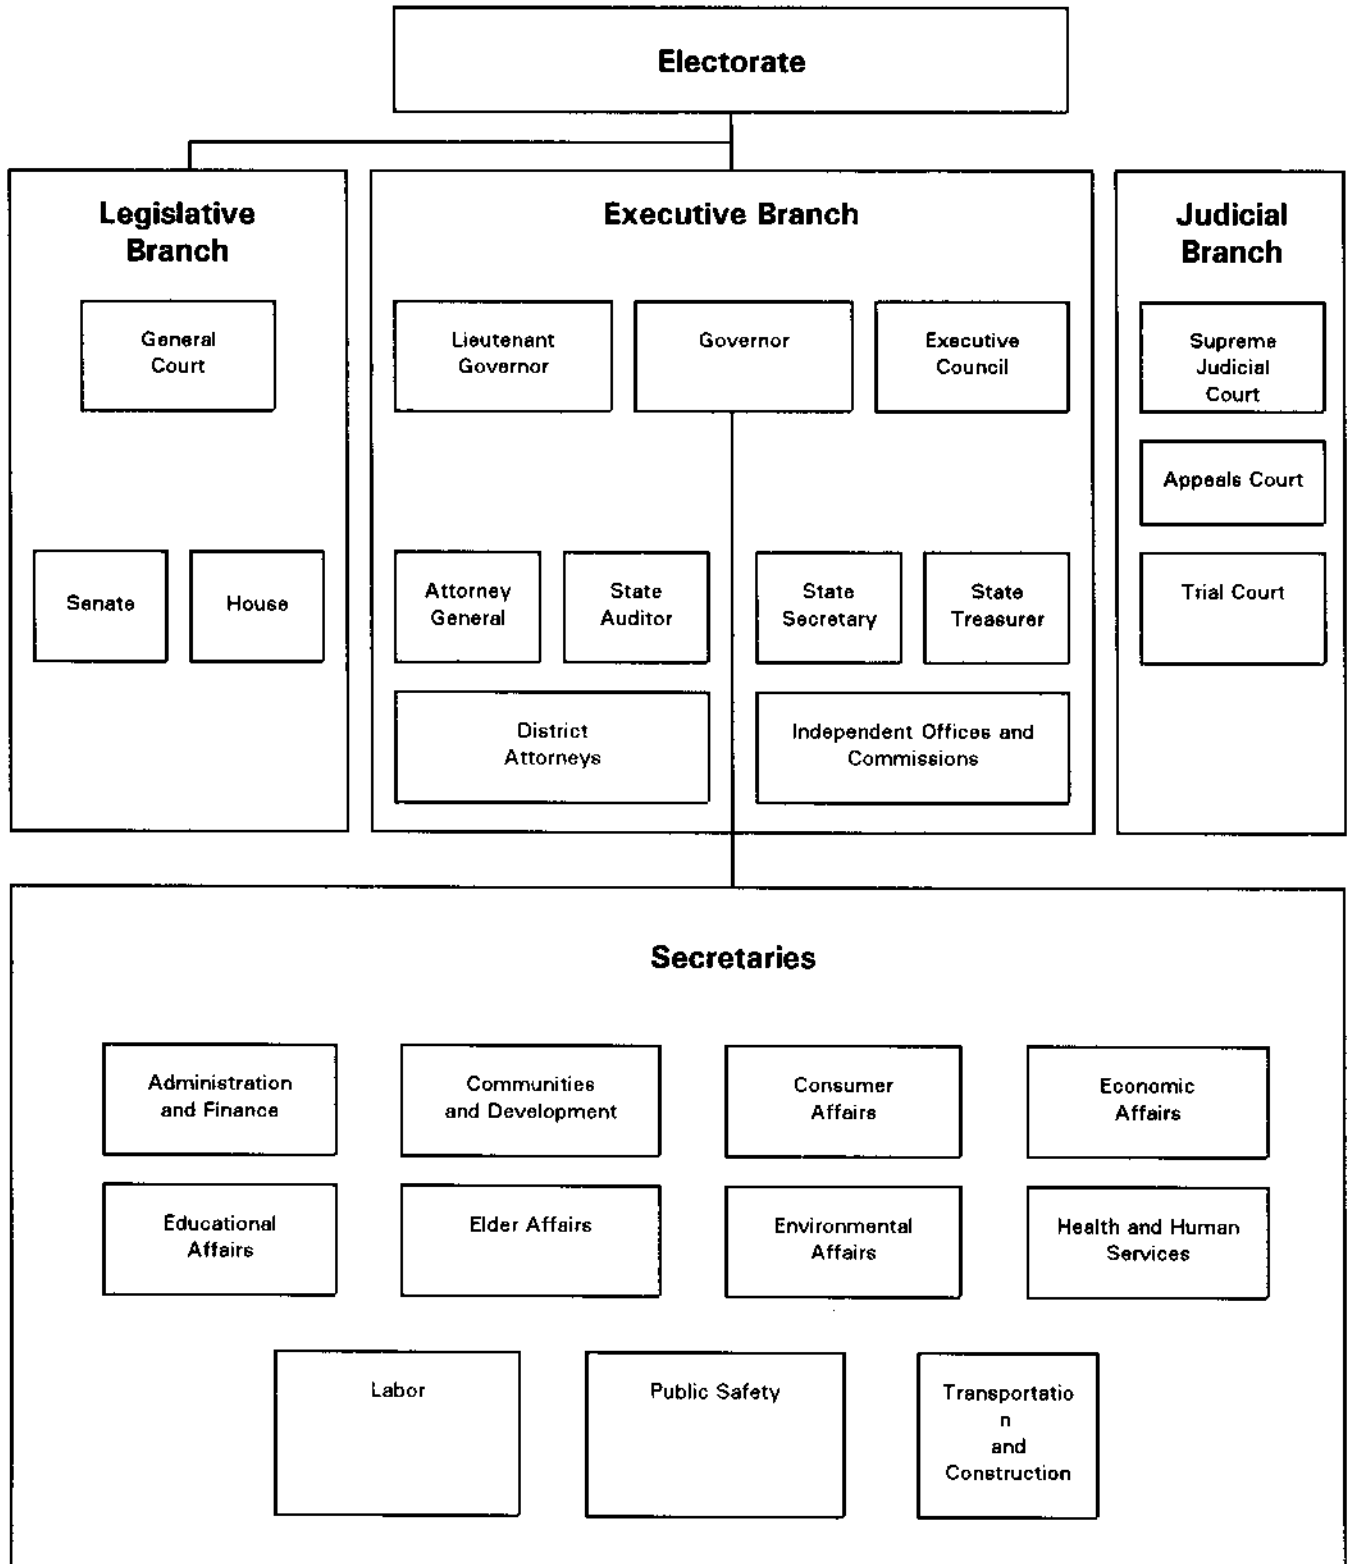 Electorate
Legislative
Branch
General
Court
Senate
House
Executive Branch
Lieutenant
Governor
Governor
Executive
Council
Attorney
General
State
Auditor
State
Secretary
State
Treasurer
District
Attorneys
Independent Offices and
Commissions
Judicial
Branch
Supreme
Judicial
Court
Appeals Court
Trial Court
Secretaries
Administration
and Finance
Communities
and Development
Consumer
Affairs
Economic
Affairs
Educational
Affairs
Elder Affairs
Environmental
Affairs
Health and Human
Services
Labor
Public Safety
Transportatio
n
and
Construction